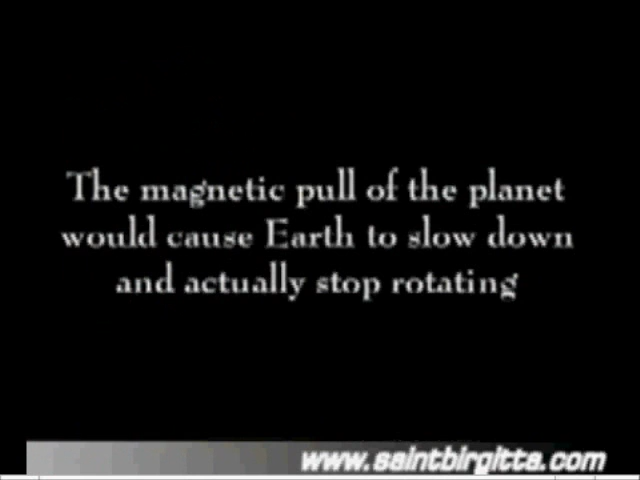 The magnetic pull of the planet
would cause Earth to slow down
and actually stop rotating
www.saintbirgitta.com